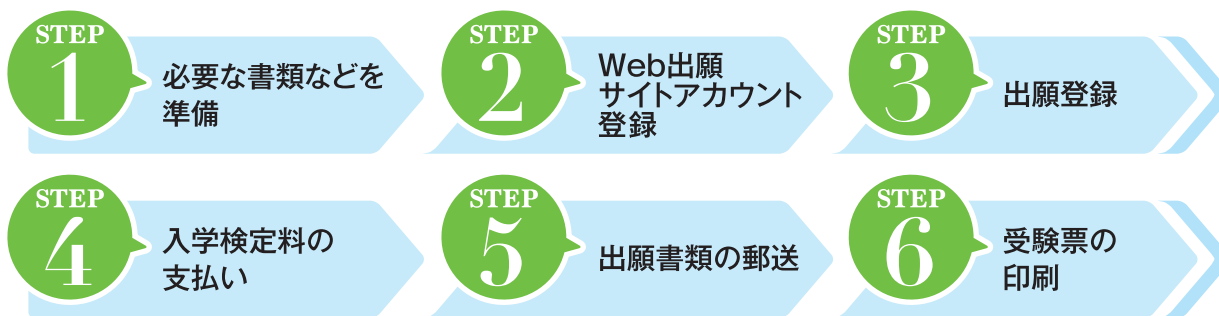 STEP
1
必要な書類などを
準備
STEP
2
Web出願
サイトアカウント
登録
STEP
3
出願登録
STEP
4
入学検定料の
支払い
STEP
5
出願書類の郵送
STEP
6
受験票の
印刷